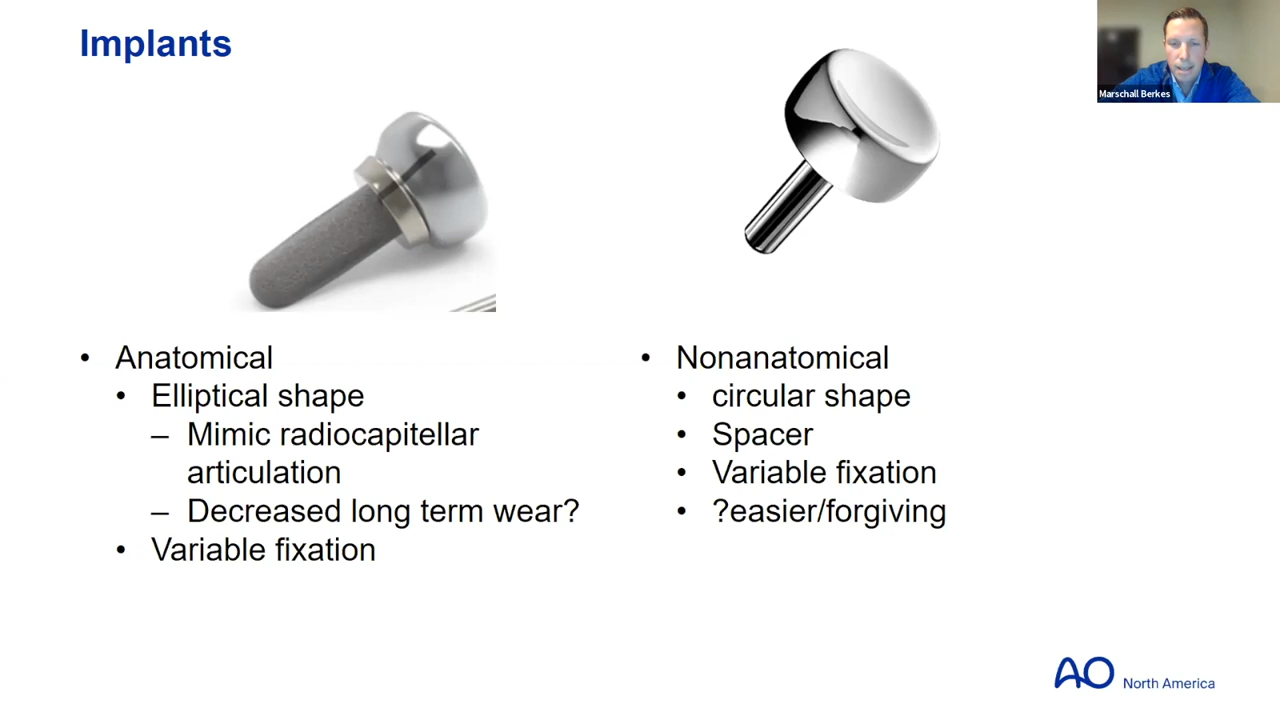 Implants
Marschall Berkes
• Anatomical
• Elliptical shape
– Mimic radiocapitellar
articulation
– Decreased long term wear?
• Variable fixation
• Nonanatomical
• circular shape
• Spacer
• Variable fixation
• ?easier/forgiving
AO North America